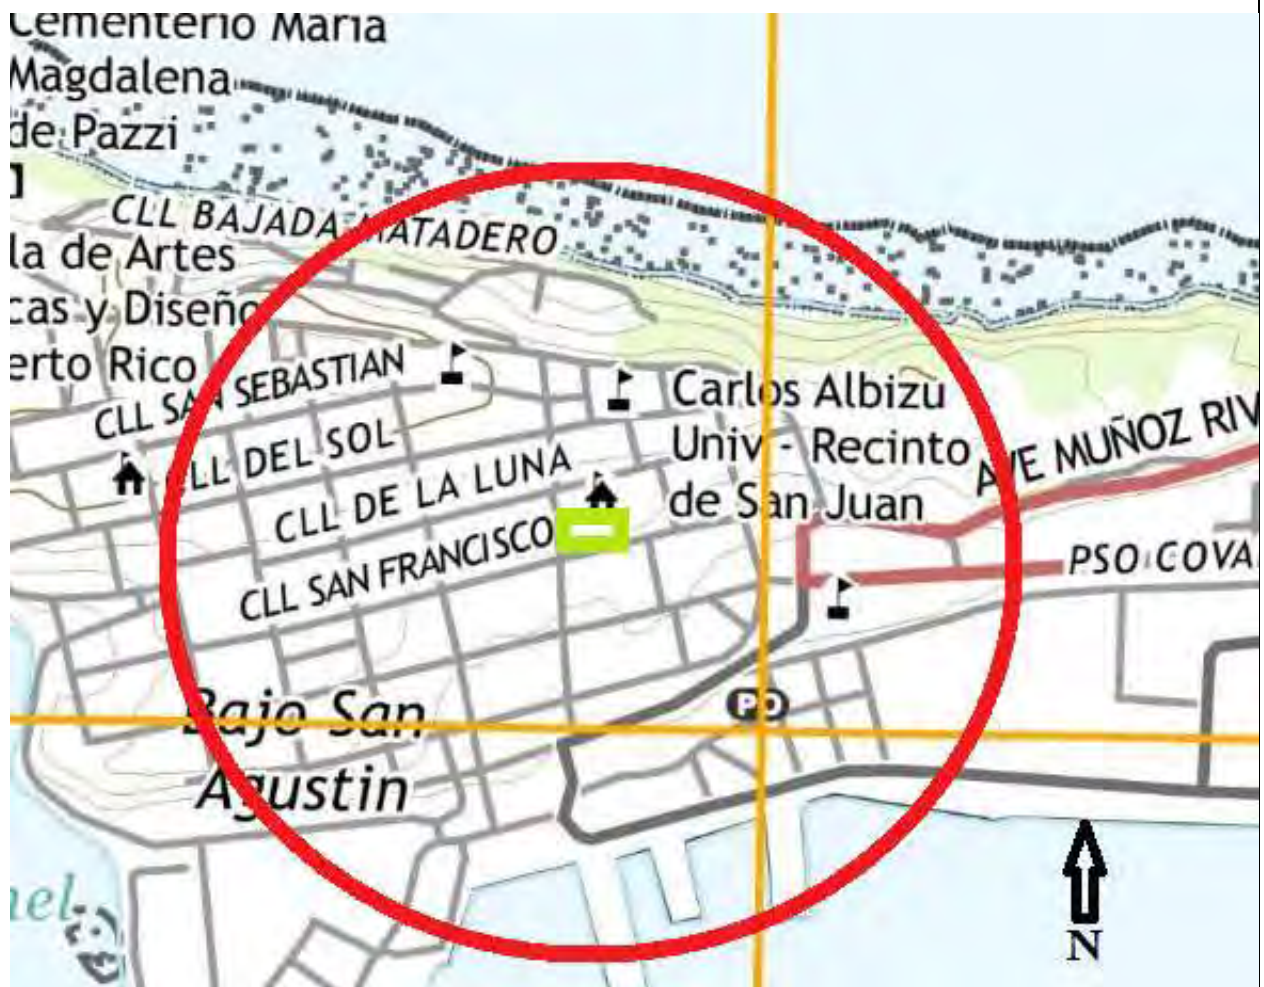 Cementerio Maria
Magdalena
de Pazzi
CLL BAJADA MATADERO
la de Artes
cas y Diseño
erto Rico
CLL SAN SEBASTIAN
CLL DEL SOL
CLL DE LA LUNA
CLL SAN FRANCISCO
Carlos Albizu
Univ - Recinto
de San Juan
AVE MUÑOZ RIV
PSO COVA
PO
Bajo San
Agustin
nel
N